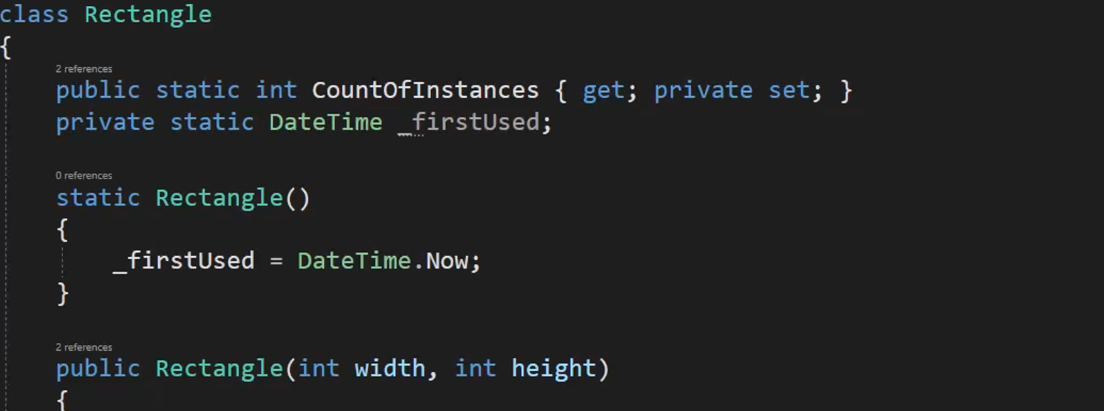 class Rectangle
{
2 references
public static int CountOfInstances { get; private set; }
private static DateTime _firstUsed;
0 references
static Rectangle()
{
_firstUsed = DateTime.Now;
}
2 references
public Rectangle(int width, int height)
{